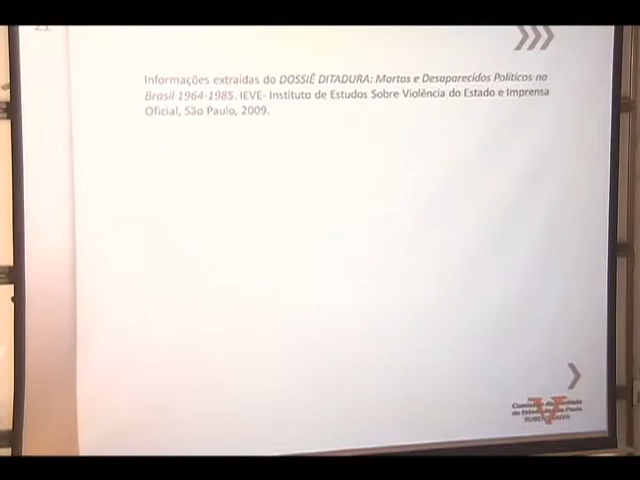 21
Informações extraídas do DOSSIÊ DITADURA: Mortos e Desaparecidos Políticos no
Brasil 1964-1985. IEVE- Instituto de Estudos Sobre Violência do Estado e Imprensa
Oficial, São Paulo, 2009.